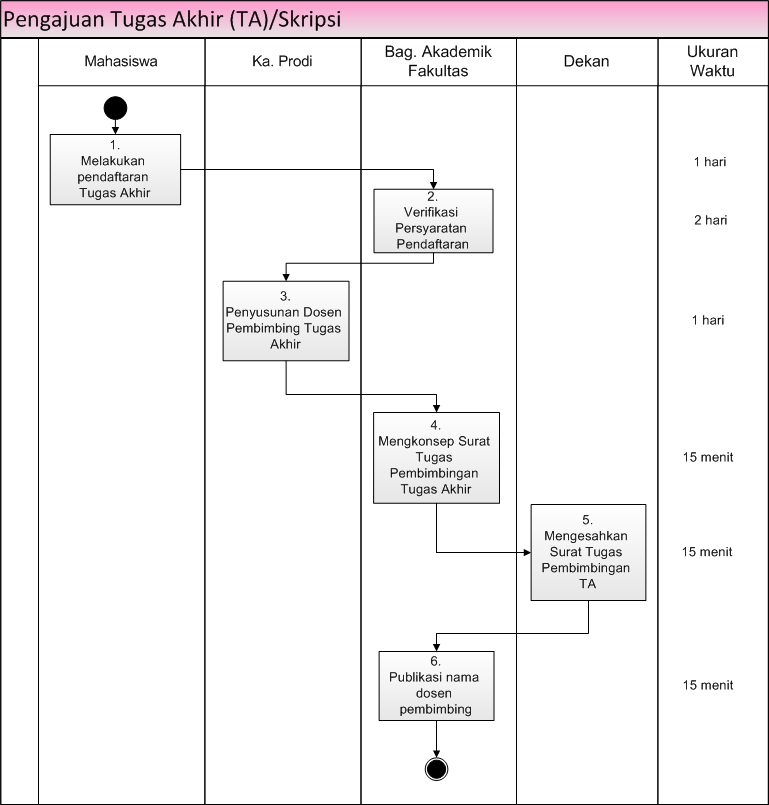 Pengajuan Tugas Akhir (TA)/Skripsi
Mahasiswa
Ka. Prodi
Bag. Akademik
Fakultas
Dekan
Ukuran
Waktu
1.
Melakukan
pendaftaran
Tugas Akhir
1 hari
2.
Verifikasi
Persyaratan
Pendaftaran
2 hari
3.
Penyusunan Dosen
Pembimbing Tugas
Akhir
1 hari
4.
Mengkonsep Surat
Tugas
Pembimbingan
Tugas Akhir
15 menit
5.
Mengesahkan
Surat Tugas
Pembimbingan
TA
15 menit
6.
Publikasi nama
dosen
pembimbing
15 menit